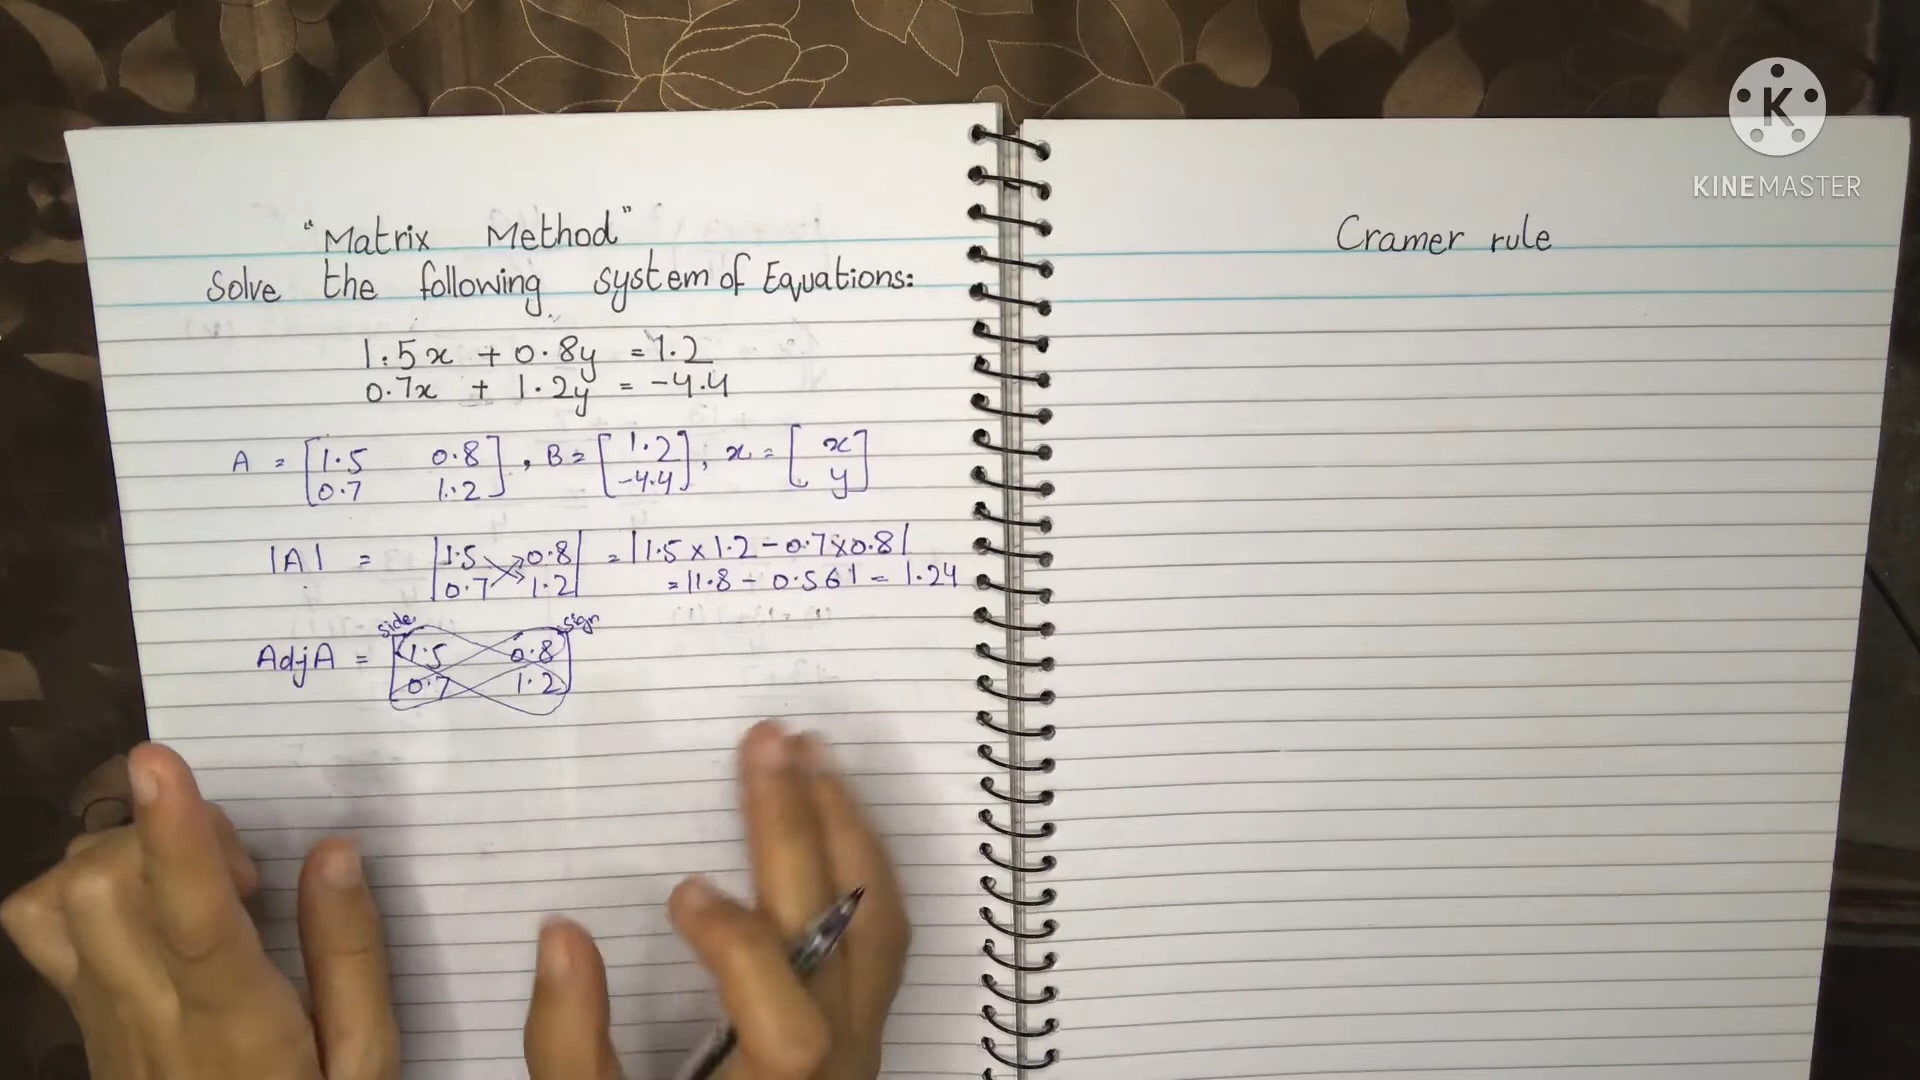 "Matrix Method"
Solve the following system of Equations:
1.5x + 0.8y = 1.2
0.7x + 1.2y = -4.4
A = [1.5 0.8
0.7 1.2], B = [1.2
-4.4], x = [x
y]
|A| = |1.5 0.8
0.7 1.2| = |1.5 x 1.2 - 0.7 x 0.8|
= |1.8 - 0.56| = 1.24
side sign
AdjA = [1.5 0.8
0.7 1.2]
Cramer rule
K
KINEMASTER